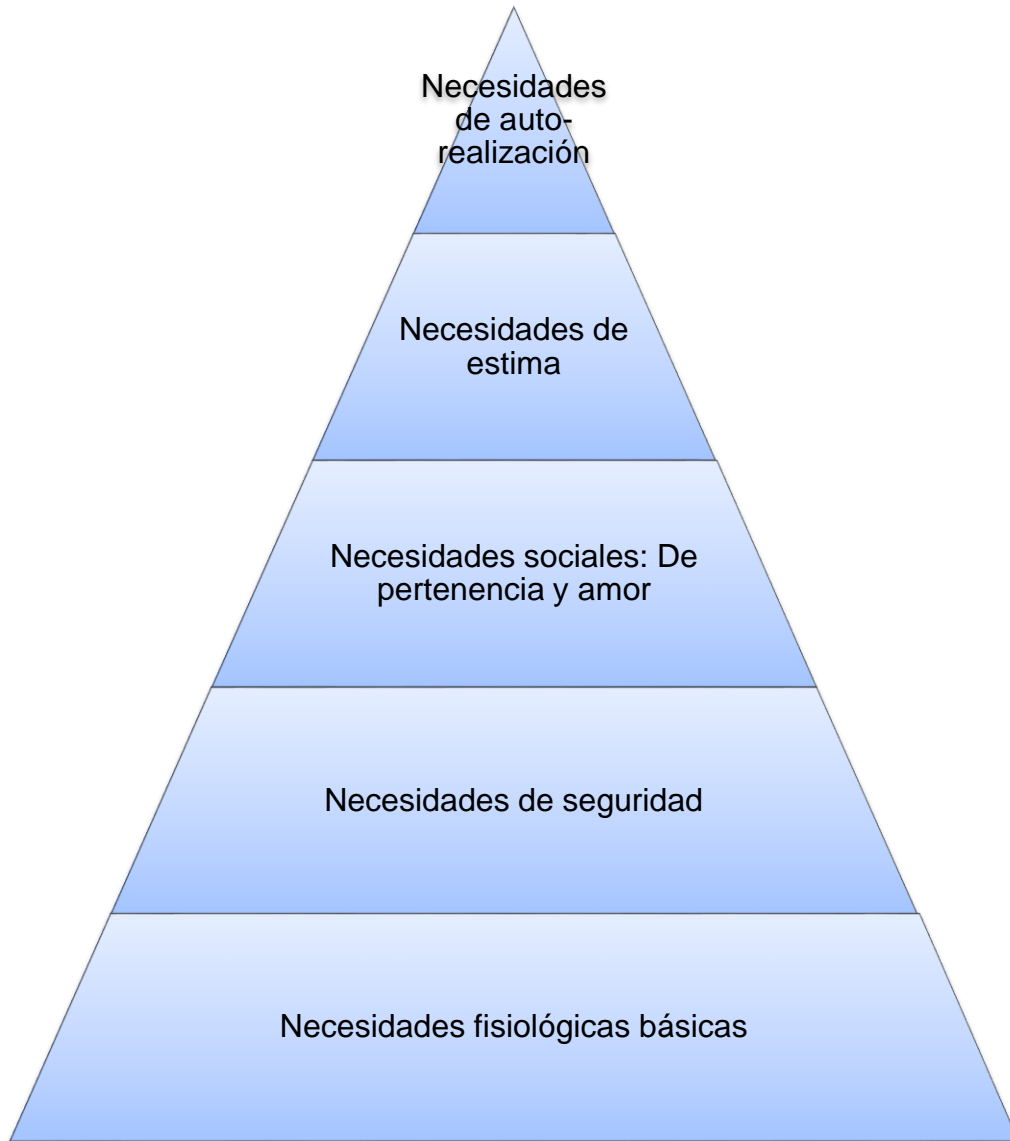 Necesidades
de auto-
realización
Necesidades de
estima
Necesidades sociales: De
pertenencia y amor
Necesidades de seguridad
Necesidades fisiológicas básicas